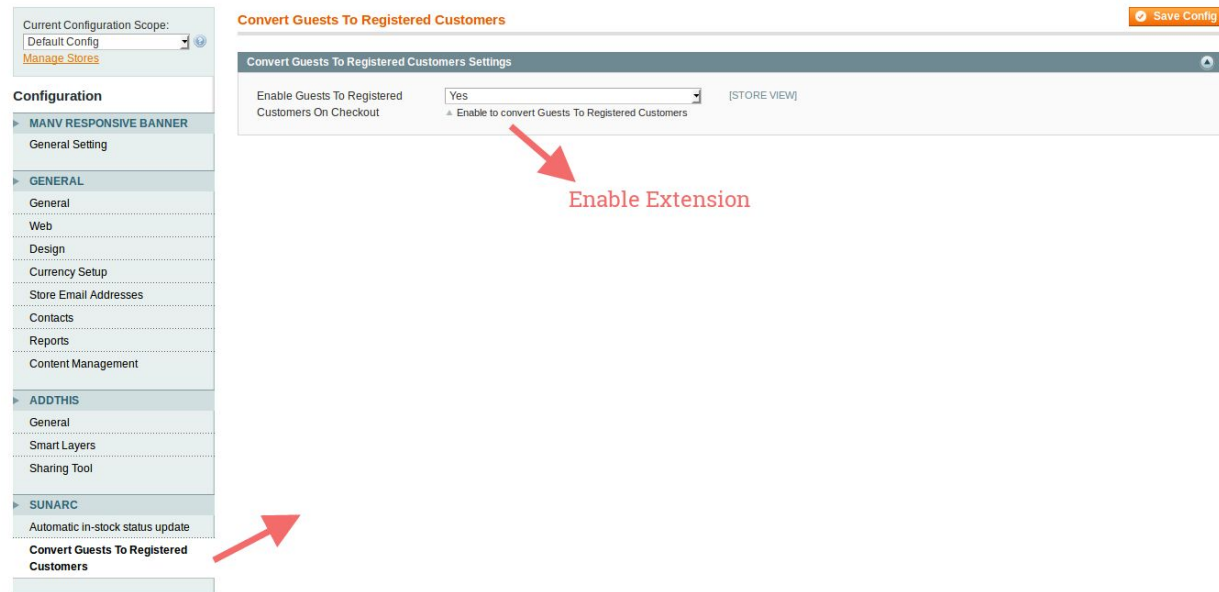 Current Configuration Scope:
Default Config
Manage Stores
Configuration
MANV RESPONSIVE BANNER
General Setting
GENERAL
General
Web
Design
Currency Setup
Store Email Addresses
Contacts
Reports
Content Management
ADDTHIS
General
Smart Layers
Sharing Tool
SUNARC
Automatic in-stock status update
Convert Guests To Registered
Customers
Convert Guests To Registered Customers
Save Config
Convert Guests To Registered Customers Settings
Enable Guests To Registered
Customers On Checkout
Yes
[STORE VIEW]
Enable to convert Guests To Registered Customers
Enable Extension